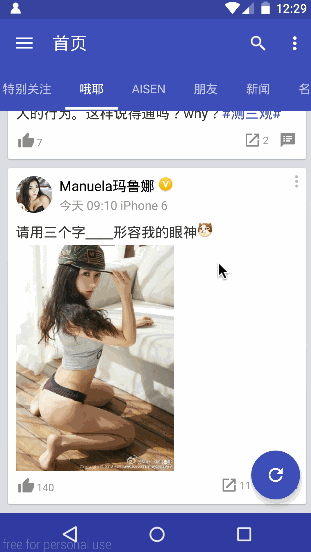 12:29
首页
特别关注 哦耶 AISEN 朋友 新闻 名
人的行为。这样说得通吗？why？#测三观#
7 2
Manuela玛鲁娜
今天 09:10 iPhone 6
请用三个字____形容我的眼神
140 11
free for personal use